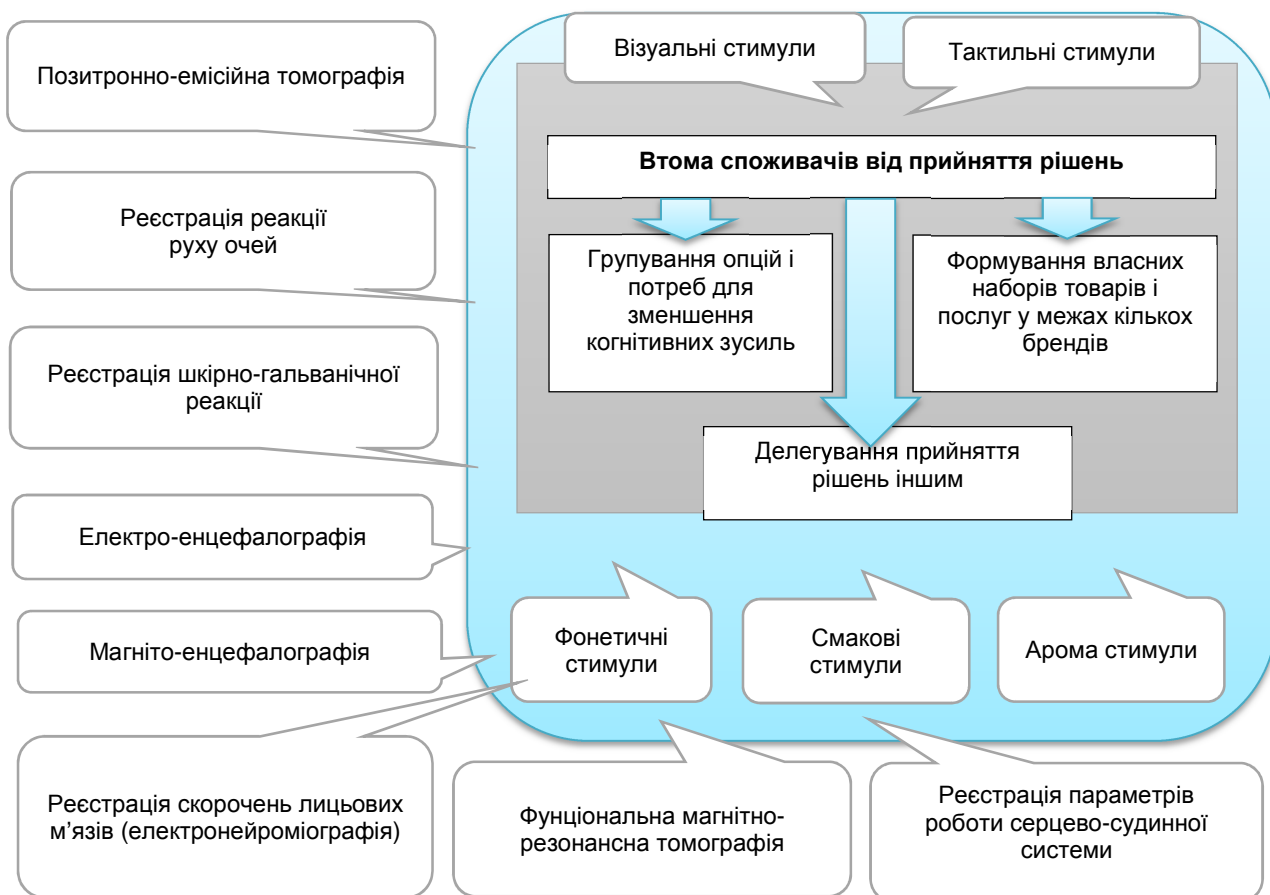 Візуальні стимули
Тактильні стимули
Позитронно-емісійна томографія
Втома споживачів від прийняття рішень
Реєстрація реакції
руху очей
Групування опцій і
потреб для
зменшення
когнітивних зусиль
Формування власних
наборів товарів і
послуг у межах кількох
брендів
Реєстрація шкірно-гальванічної
реакції
Делегування прийняття
рішень іншим
Електро-енцефалографія
Магніто-енцефалографія
Фонетичні
стимули
Смакові
стимули
Арома стимули
Реєстрація скорочень лицьових
м’язів (електронейроміографія)
Фунціональна магнітно-
резонансна томографія
Реєстрація параметрів
роботи серцево-судинної
системи